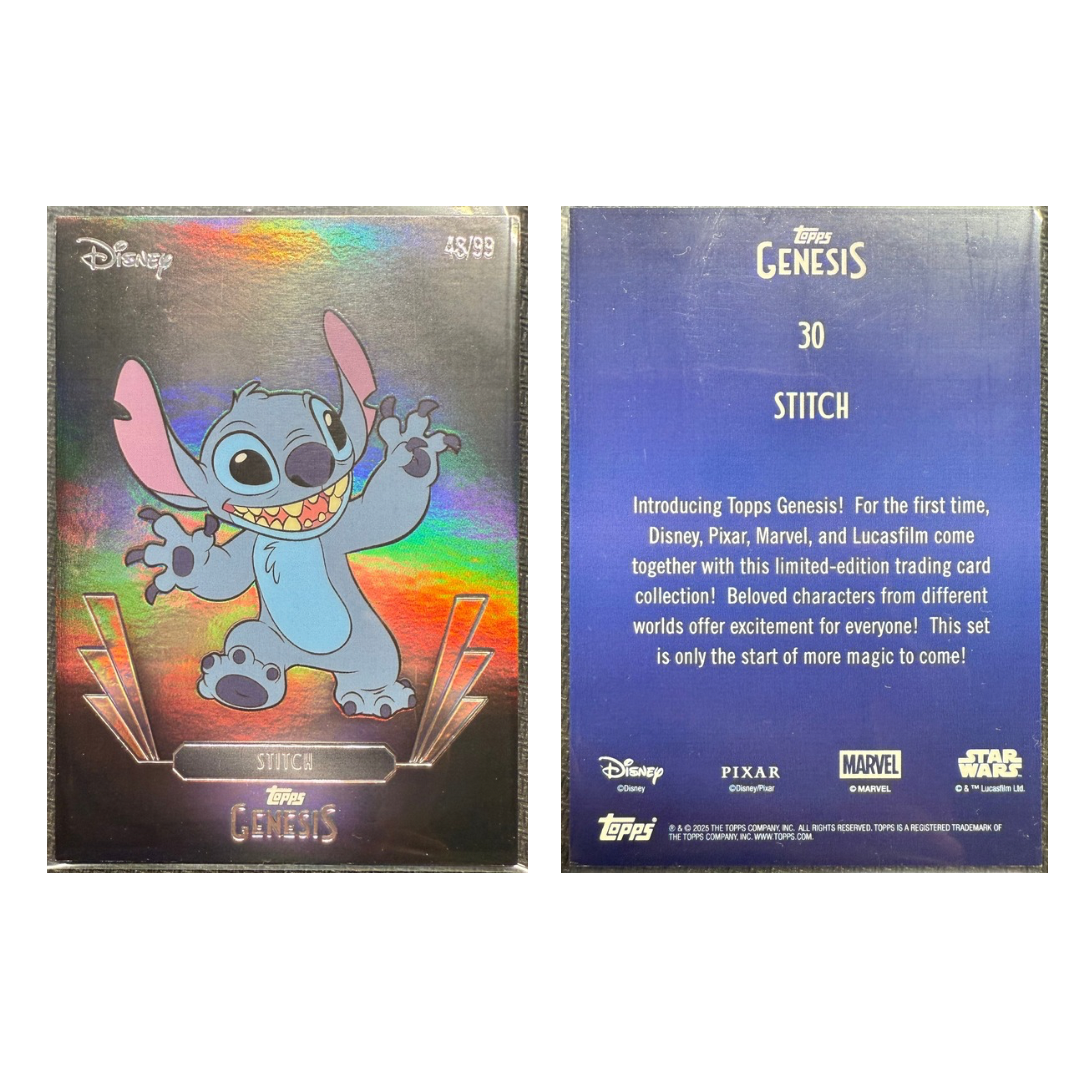 Disney
48/99
STITCH
topps
GENESIS
topps
GENESIS
30
STITCH
Introducing Topps Genesis! For the first time,
Disney, Pixar, Marvel, and Lucasfilm come
together with this limited-edition trading card
collection! Beloved characters from different
worlds offer excitement for everyone! This set
is only the start of more magic to come!
Disney
©Disney
PIXAR
©Disney/Pixar
MARVEL
© MARVEL
STAR
WARS
© & ™ Lucasfilm Ltd.
topps
® & © 2025 THE TOPPS COMPANY, INC. ALL RIGHTS RESERVED. TOPPS IS A REGISTERED TRADEMARK OF
THE TOPPS COMPANY, INC. WWW.TOPPS.COM.